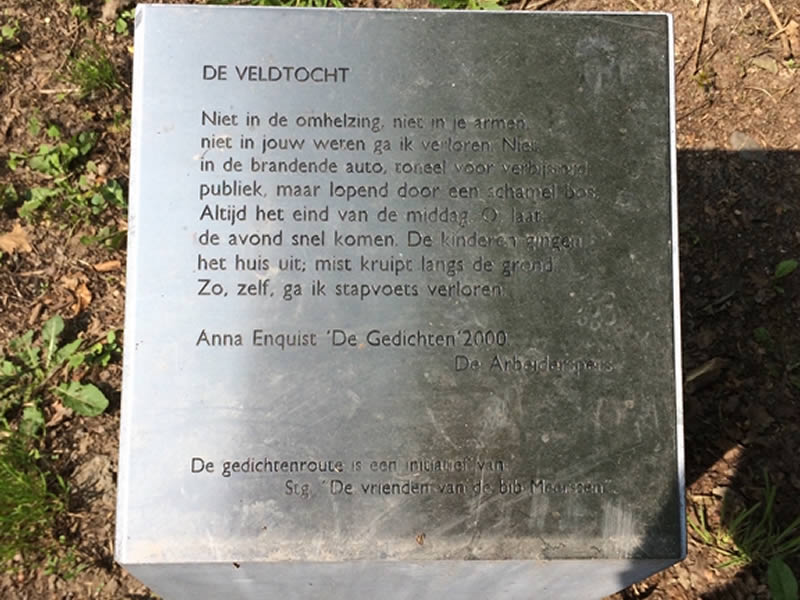 DE VELDTOCHT
Niet in de omhelzing, niet in je armen,
niet in jouw weren ga ik verloren. Niet
in de brandende auto, toneel voor verbijsterd
publiek, maar lopend door een schamel bos.
Altijd het eind van de middag. O, laat
de avond snel komen. De kinderen gingen
het huis uit; mist kruipt langs de grond.
Zo, zelf, ga ik stapvoets verloren.
Anna Enquist 'De Gedichten' 2000
De Arbeiderspers
De gedichtenroute is een initiatief van:
Stg. "De vrienden van de bib Meerssen".